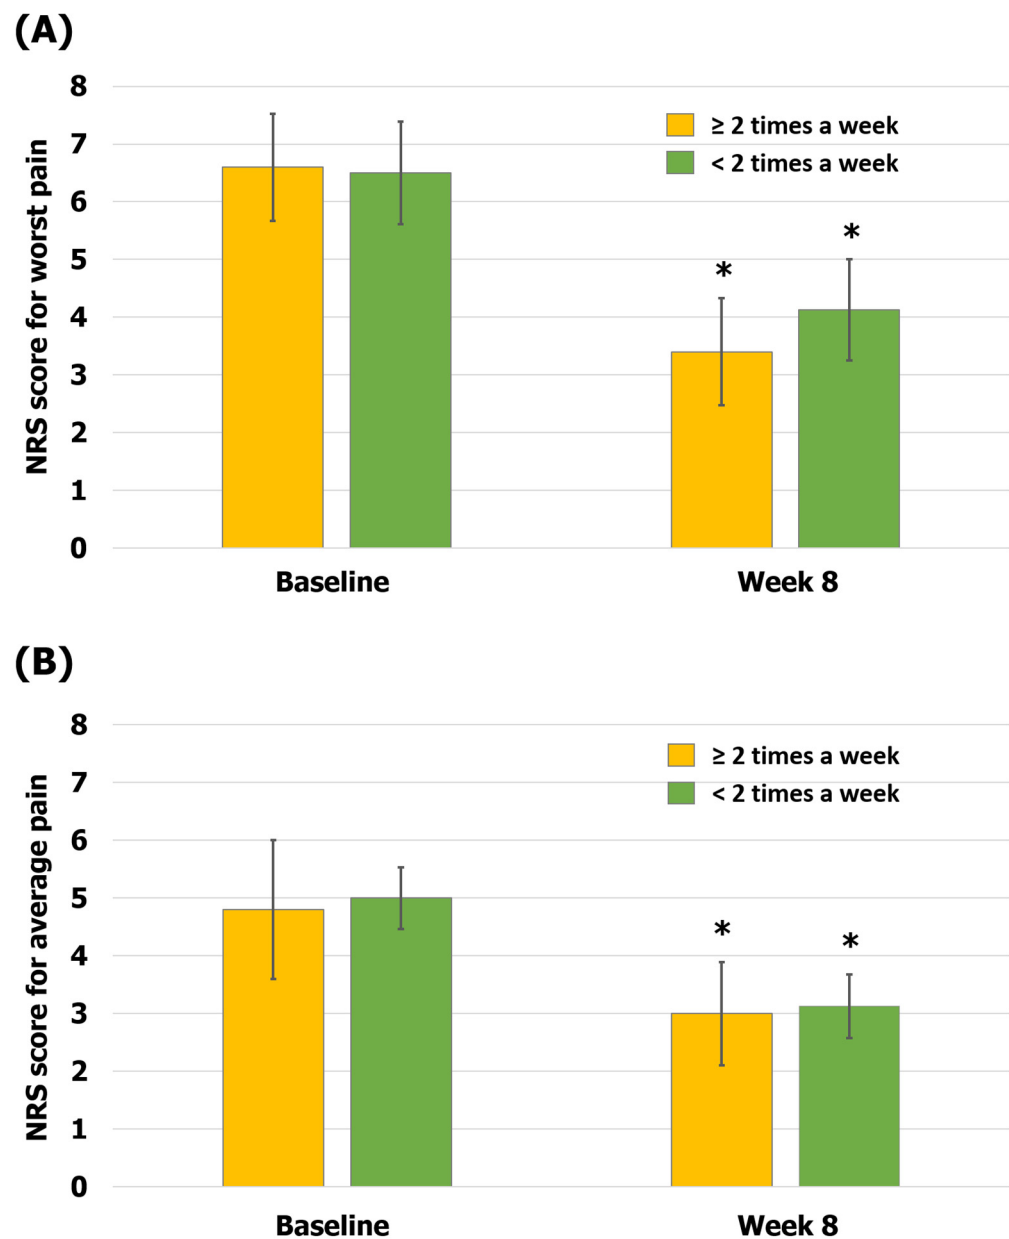 (A)
NRS score for worst pain
8
7
6
5
4
3
2
1
0
≥ 2 times a week
< 2 times a week
*
*
Baseline
Week 8
(B)
NRS score for average pain
8
7
6
5
4
3
2
1
0
≥ 2 times a week
< 2 times a week
*
*
Baseline
Week 8